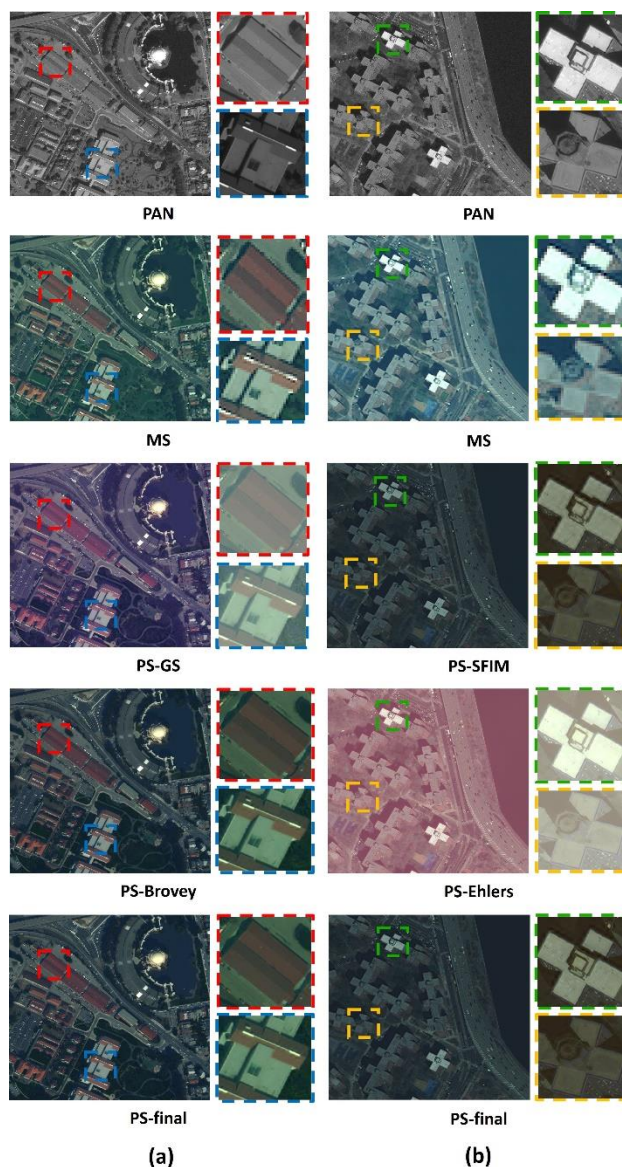 PAN PAN
MS MS
PS-GS PS-SFIM
PS-Brovey PS-Ehlers
PS-final PS-final
(a) (b)